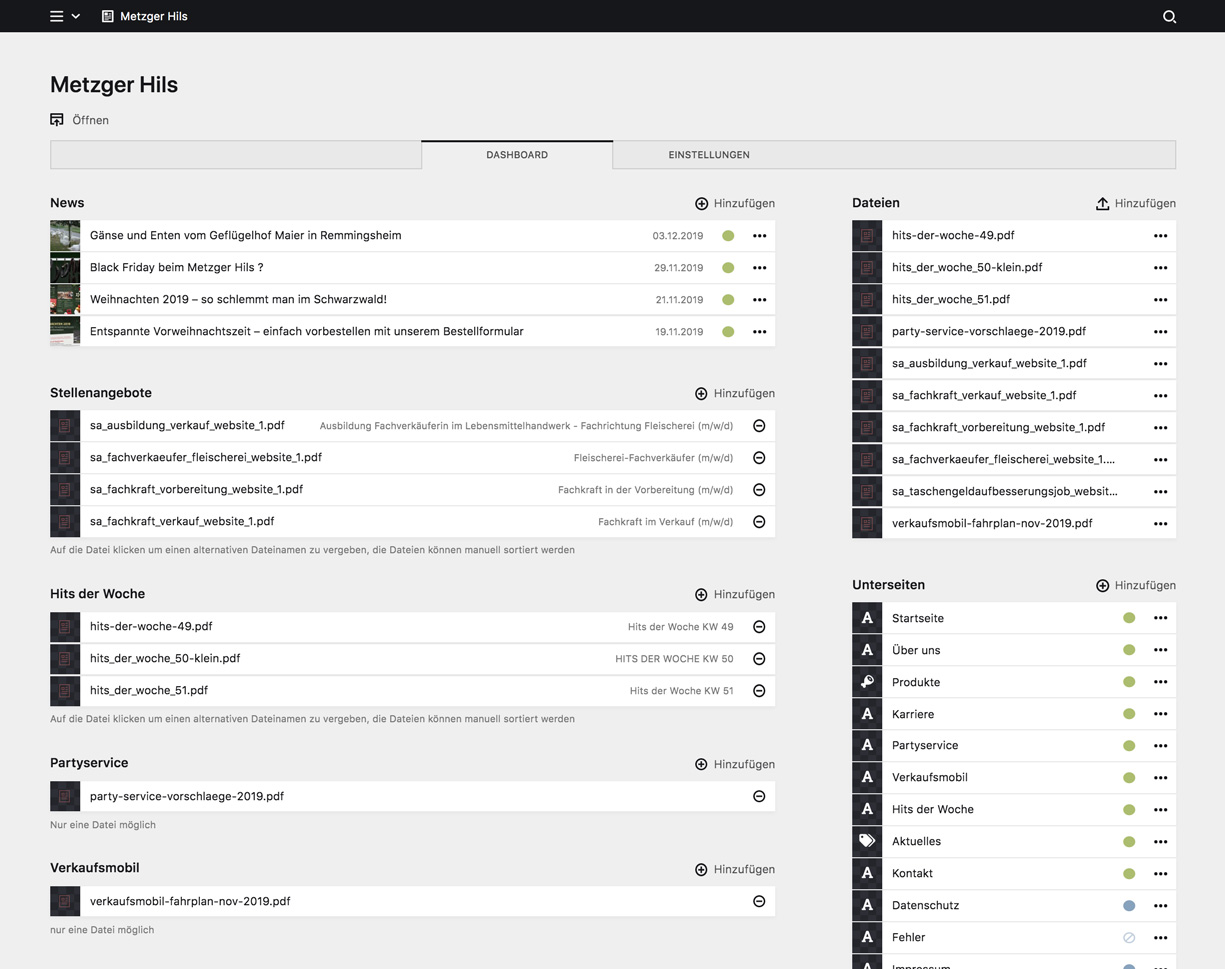 Metzger Hils
Metzger Hils
Öffnen
DASHBOARD
EINSTELLUNGEN
News
Hinzufügen
Gänse und Enten vom Geflügelhof Maier in Remmingsheim 03.12.2019
Black Friday beim Metzger Hils ? 29.11.2019
Weihnachten 2019 – so schlemmt man im Schwarzwald! 21.11.2019
Entspannte Vorweihnachtszeit – einfach vorbestellen mit unserem Bestellformular 19.11.2019
Stellenangebote
Hinzufügen
sa_ausbildung_verkauf_website_1.pdf Ausbildung Fachverkäuferin im Lebensmittelhandwerk - Fachrichtung Fleischerei (m/w/d)
sa_fachverkaeufer_fleischerei_website_1.pdf Fleischerei-Fachverkäufer (m/w/d)
sa_fachkraft_vorbereitung_website_1.pdf Fachkraft in der Vorbereitung (m/w/d)
sa_fachkraft_verkauf_website_1.pdf Fachkraft im Verkauf (m/w/d)
Auf die Datei klicken um einen alternativen Dateinamen zu vergeben, die Dateien können manuell sortiert werden
Hits der Woche
Hinzufügen
hits-der-woche-49.pdf Hits der Woche KW 49
hits_der_woche_50-klein.pdf HITS DER WOCHE KW 50
hits_der_woche_51.pdf Hits der Woche KW 51
Auf die Datei klicken um einen alternativen Dateinamen zu vergeben, die Dateien können manuell sortiert werden
Partyservice
Hinzufügen
party-service-vorschlaege-2019.pdf
Nur eine Datei möglich
Verkaufsmobil
Hinzufügen
verkaufsmobil-fahrplan-nov-2019.pdf
nur eine Datei möglich
Dateien
Hinzufügen
hits-der-woche-49.pdf
hits_der_woche_50-klein.pdf
hits_der_woche_51.pdf
party-service-vorschlaege-2019.pdf
sa_ausbildung_verkauf_website_1.pdf
sa_fachkraft_verkauf_website_1.pdf
sa_fachkraft_vorbereitung_website_1.pdf
sa_fachverkaeufer_fleischerei_website_1....
sa_taschengeldaufbesserungsjob_websit...
verkaufsmobil-fahrplan-nov-2019.pdf
Unterseiten
Hinzufügen
A Startseite
A Über uns
Produkte
A Karriere
A Partyservice
A Verkaufsmobil
A Hits der Woche
Aktuelles
A Kontakt
A Datenschutz
A Fehler
A Impressum